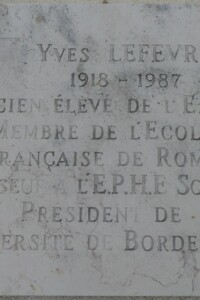 YVES LEFEVR
1918 - 1987
CIEN ÉLÈVE DE L'E
MEMBRE DE L'ECOL
FRANÇAISE DE ROM
SEUR A L'E.P.H.E SO
PRESIDENT DE
ERSITÉ DE BORDE